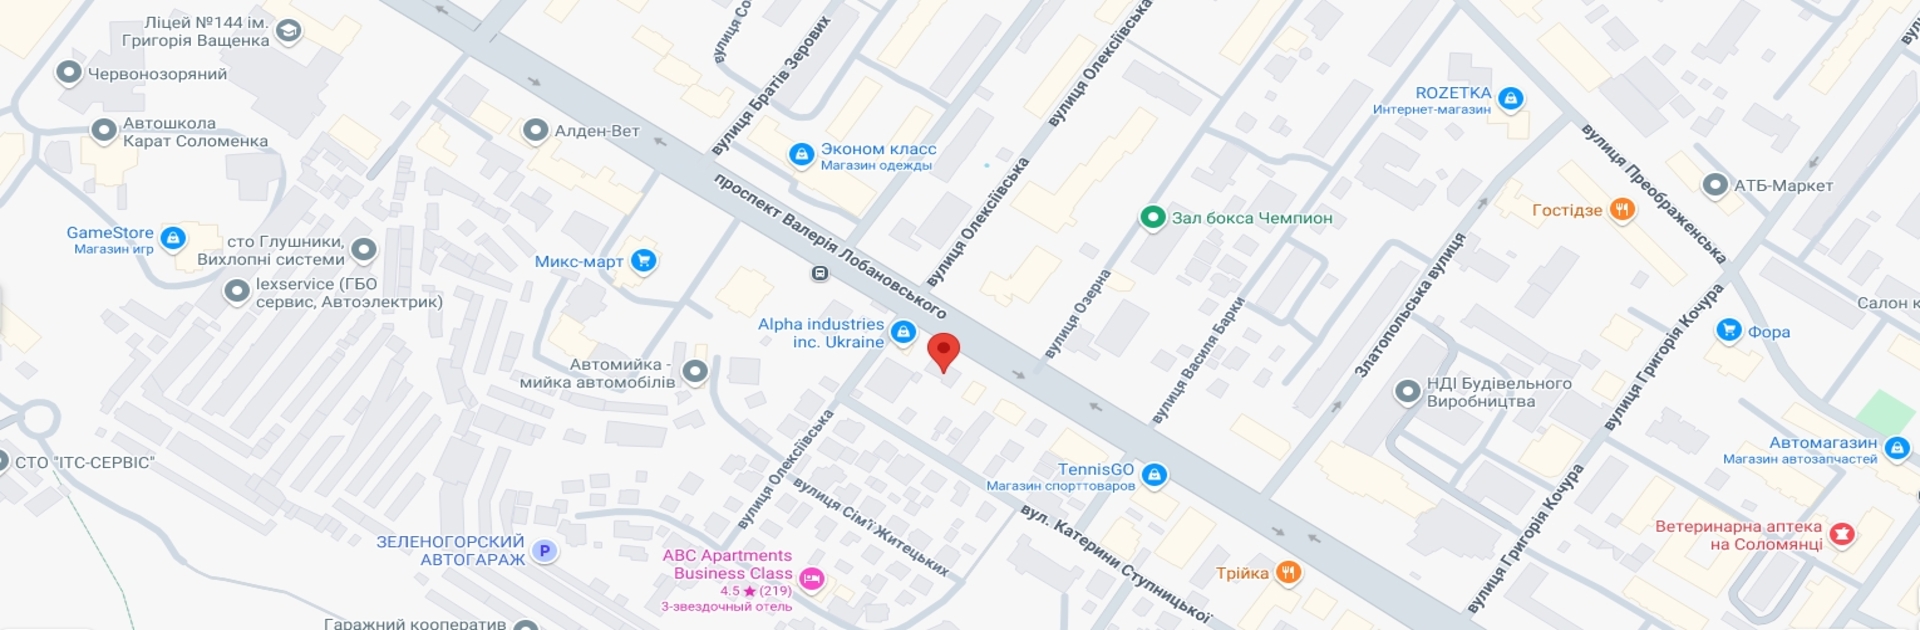 Ліцей №144 ім.
Григорія Ващенка
Червонозоряний
Автошкола
Карат Соломенка
GameStore
Магазин игр
сто Глушники,
Вихлопні системи
lexservice (ГБО
сервис, Автоэлектрик)
СТО "ІТС-СЕРВІС"
Алден-Вет
Микс-март
Автомийка -
мийка автомобілів
ЗЕЛЕНОГОРСКИЙ
АВТОГАРАЖ
P
Гаражний кооператив
вулиця Братів Зерових
Эконом класс
Магазин одежды
проспект Валерія Лобановського
Alpha industries
inc. Ukraine
вулиця Олексіївська
вулиця Олексіївська
вулиця Олексіївська
вулиця Сім'ї Житецьких
ABC Apartments
Business Class
4.5 ★ (219)
3-звездочный отель
Зал бокса Чемпион
вулиця Озерна
вулиця Василя Барки
TennisGO
Магазин спорттоваров
вул. Катерини Ступницької
Трійка
ROZETKA
Интернет-магазин
вулиця Преображенська
Гостідзе
АТБ-Маркет
Златопольська вулиця
НДІ Будівельного
Виробництва
вулиця Григорія Кочура
вулиця Григорія Кочура
Фора
Салон к
Автомагазин
Магазин автозапчастей
Ветеринарна аптека
на Солом'янці